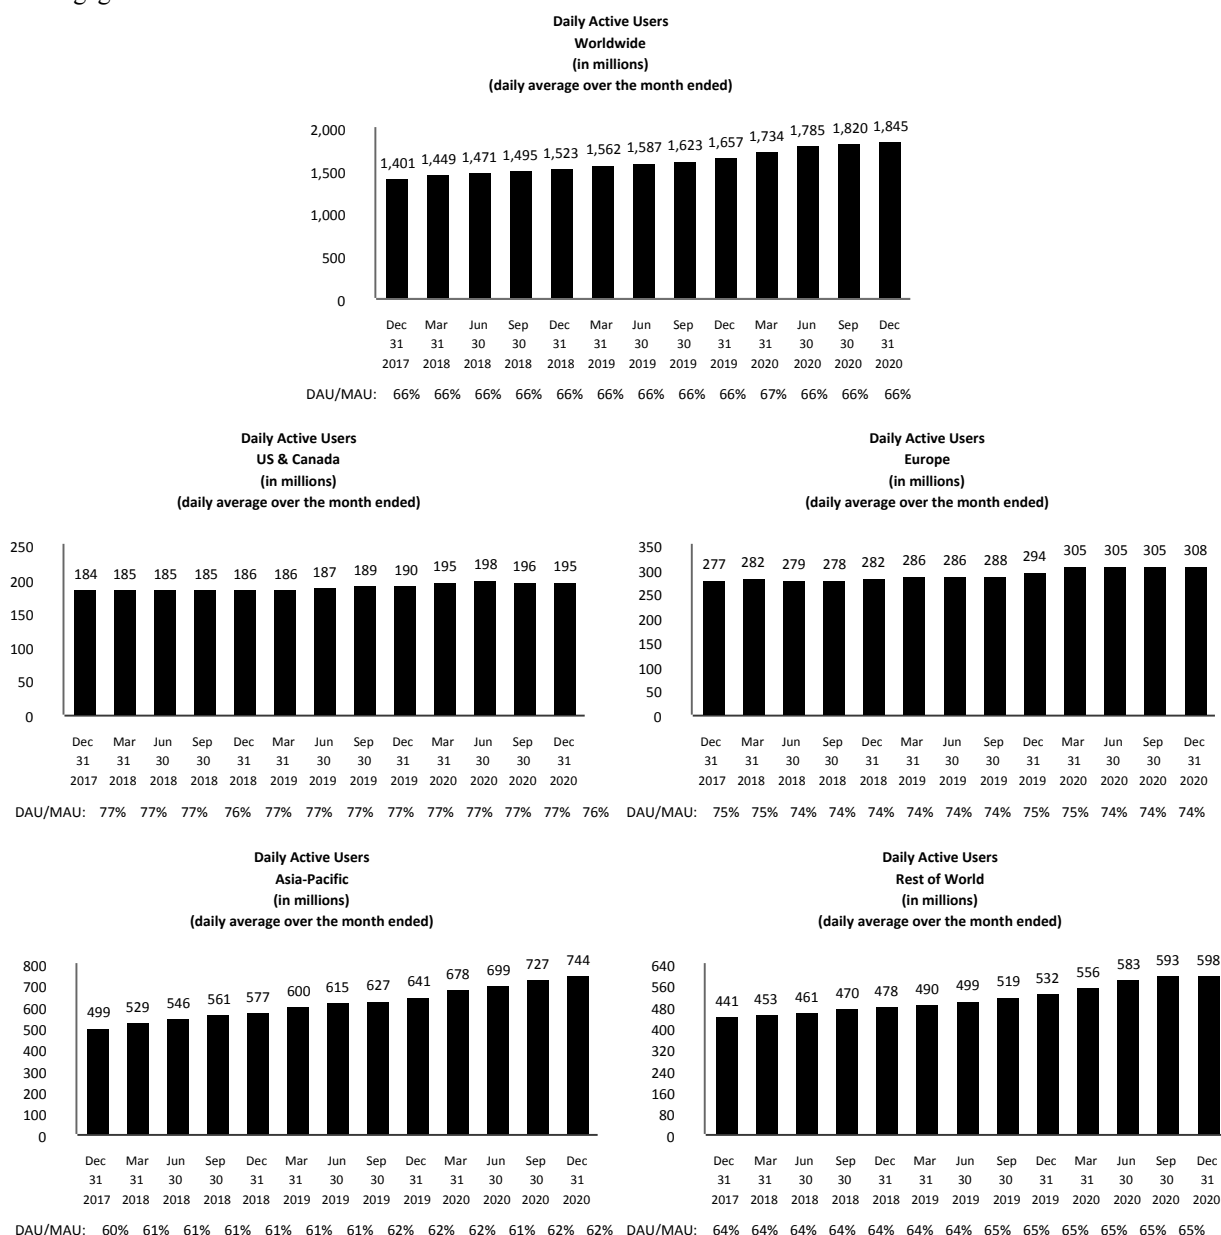 Daily Active Users
Worldwide
(in millions)
(daily average over the month ended)
2,000
1,500
1,000
500
0
1,401 1,449 1,471 1,495 1,523 1,562 1,587 1,623 1,657 1,734 1,785 1,820 1,845
Dec Mar Jun Sep Dec Mar Jun Sep Dec Mar Jun Sep Dec
31 31 30 30 31 31 30 30 31 31 30 30 31
2017 2018 2018 2018 2018 2019 2019 2019 2019 2020 2020 2020 2020
DAU/MAU: 66% 66% 66% 66% 66% 66% 66% 66% 66% 67% 66% 66% 66%
Daily Active Users
US & Canada
(in millions)
(daily average over the month ended)
250
200
150
100
50
0
184 185 185 185 186 186 187 189 190 195 198 196 195
Dec Mar Jun Sep Dec Mar Jun Sep Dec Mar Jun Sep Dec
31 31 30 30 31 31 30 30 31 31 30 30 31
2017 2018 2018 2018 2018 2019 2019 2019 2019 2020 2020 2020 2020
DAU/MAU: 77% 77% 77% 76% 77% 77% 77% 77% 77% 77% 77% 77% 76%
Daily Active Users
Europe
(in millions)
(daily average over the month ended)
350
300
250
200
150
100
50
0
277 282 279 278 282 286 286 288 294 305 305 305 308
Dec Mar Jun Sep Dec Mar Jun Sep Dec Mar Jun Sep Dec
31 31 30 30 31 31 30 30 31 31 30 30 31
2017 2018 2018 2018 2018 2019 2019 2019 2019 2020 2020 2020 2020
DAU/MAU: 75% 75% 74% 74% 74% 74% 74% 74% 75% 75% 74% 74% 74%
Daily Active Users
Asia-Pacific
(in millions)
(daily average over the month ended)
800
700
600
500
400
300
200
100
0
499 529 546 561 577 600 615 627 641 678 699 727 744
Dec Mar Jun Sep Dec Mar Jun Sep Dec Mar Jun Sep Dec
31 31 30 30 31 31 30 30 31 31 30 30 31
2017 2018 2018 2018 2018 2019 2019 2019 2019 2020 2020 2020 2020
DAU/MAU: 60% 61% 61% 61% 61% 61% 61% 62% 62% 62% 61% 62% 62%
Daily Active Users
Rest of World
(in millions)
(daily average over the month ended)
640
560
480
400
320
240
160
80
0
441 453 461 470 478 490 499 519 532 556 583 593 598
Dec Mar Jun Sep Dec Mar Jun Sep Dec Mar Jun Sep Dec
31 31 30 30 31 31 30 30 31 31 30 30 31
2017 2018 2018 2018 2018 2019 2019 2019 2019 2020 2020 2020 2020
DAU/MAU: 64% 64% 64% 64% 64% 64% 64% 65% 65% 65% 65% 65% 65%